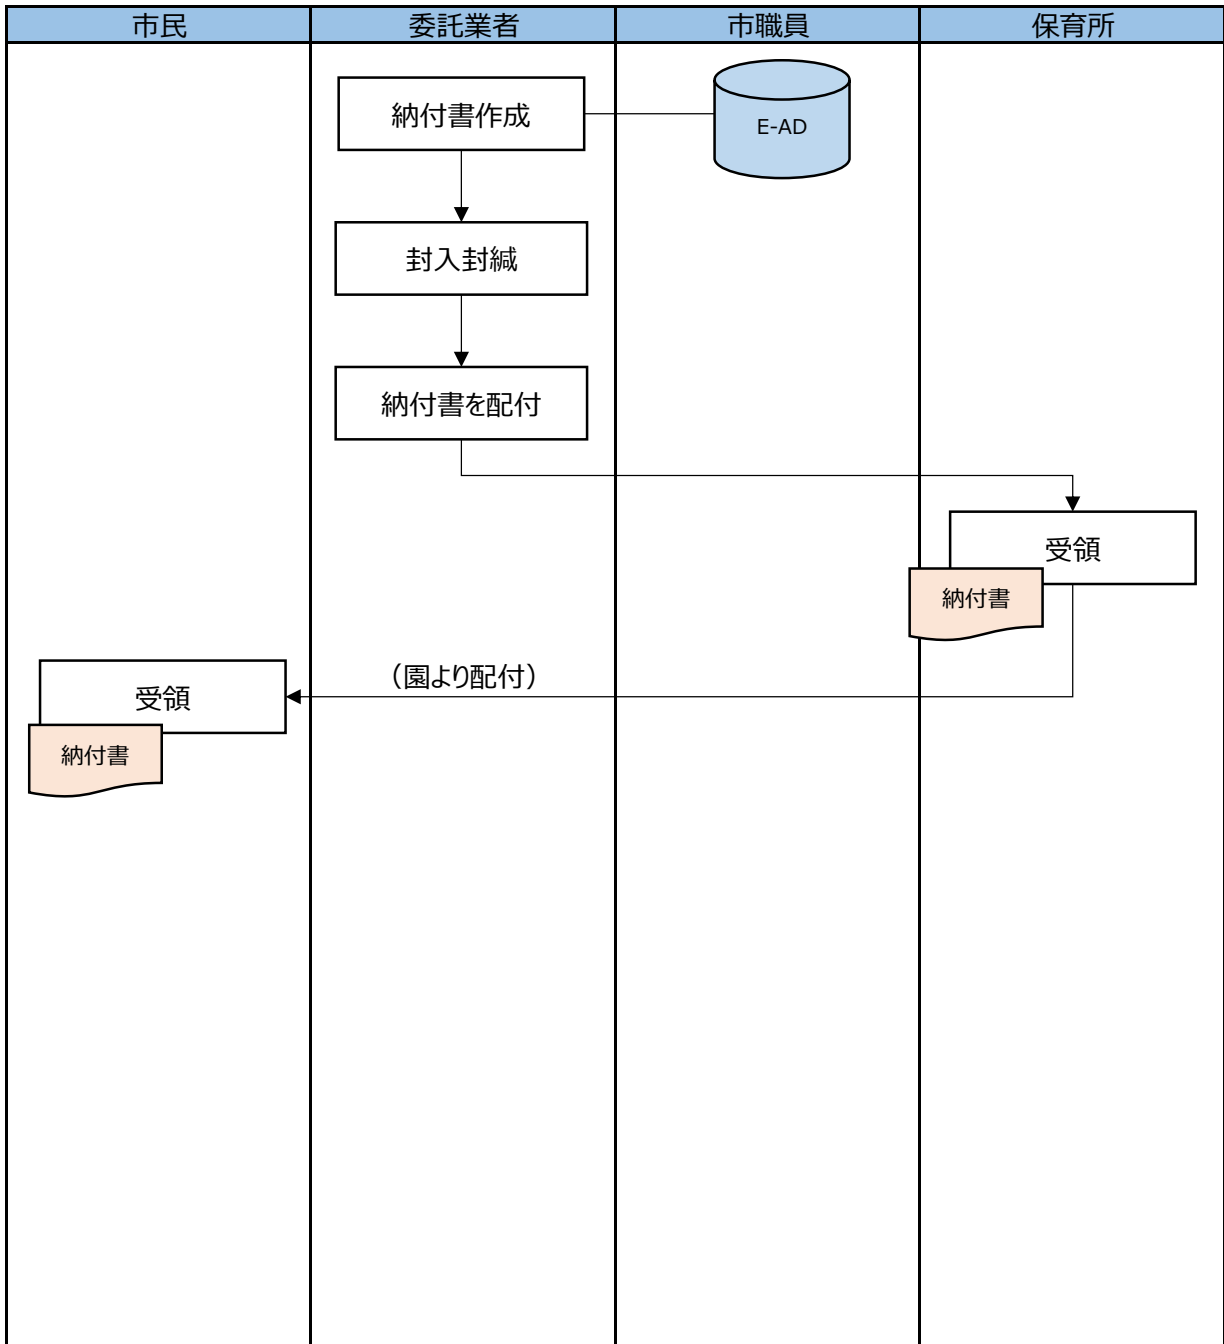 市民
委託業者
市職員
保育所
納付書作成
E-AD
封入封緘
納付書を配付
受領
納付書
（園より配付）
受領
納付書